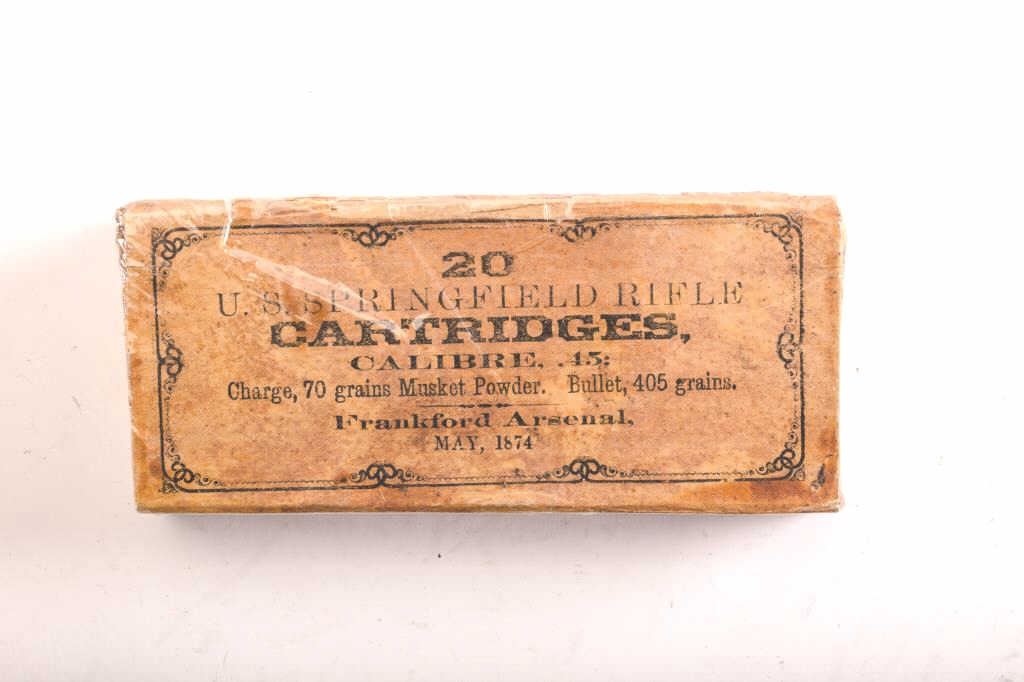 20
U. S. SPRINGFIELD RIFLE
CARTRIDGES,
CALIBRE, .45:
Charge, 70 grains Musket Powder. Bullet, 405 grains.
Frankford Arsenal,
MAY, 1874